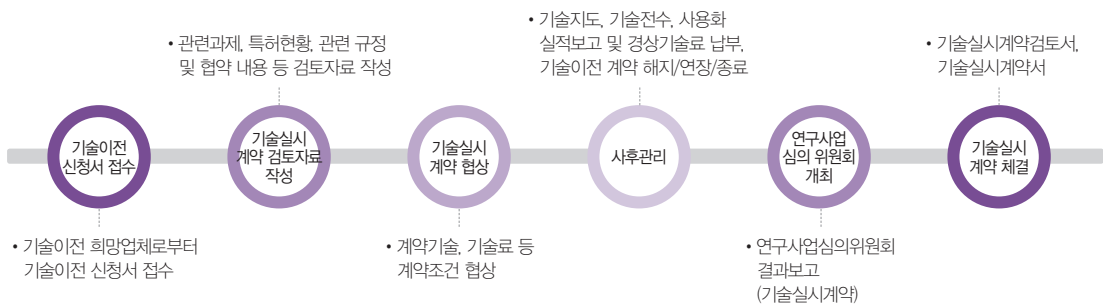 • 관련과제, 특허현황, 관련 규정
및 협약 내용 등 검토자료 작성
• 기술지도, 기술전수, 사용화
실적보고 및 경상기술료 납부,
기술이전 계약 해지/연장/종료
• 기술실시계약검토서,
기술실시계약서
기술이전
신청서 접수
기술실시
계약 검토자료
작성
기술실시
계약 협상
사후관리
연구사업
심의 위원회
개최
기술실시
계약 체결
• 기술이전 희망업체로부터
기술이전 신청서 접수
• 계약기술, 기술료 등
계약조건 협상
• 연구사업심의위원회
결과보고
(기술실시계약)